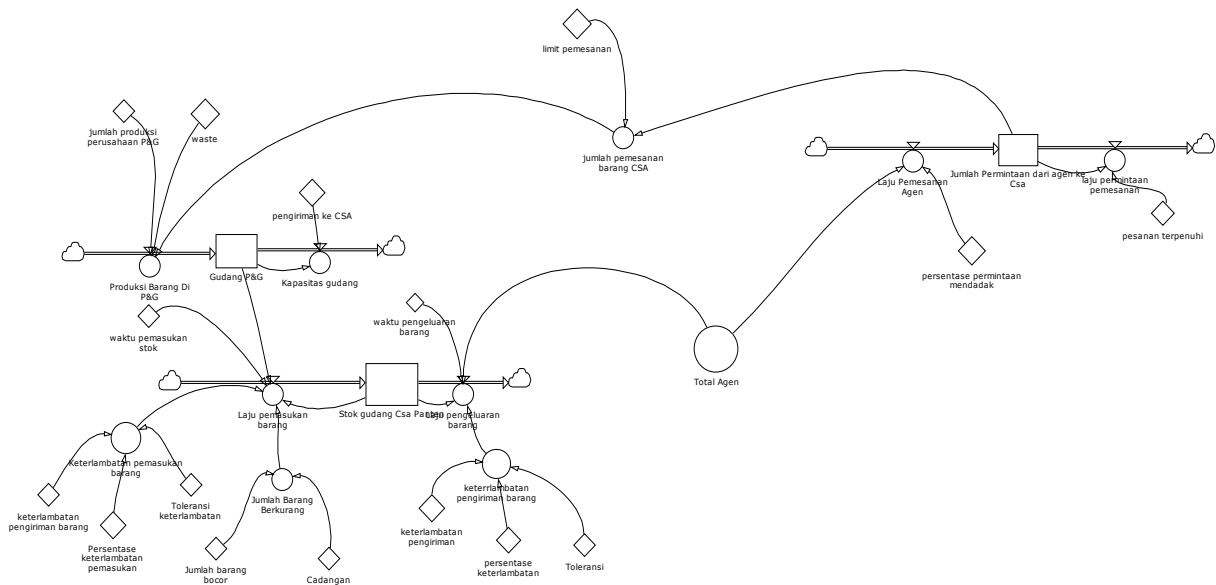 limit pemesanan
jumlah produksi
perusahaan P&G
waste
jumlah pemesanan
barang CSA
Laju Pemesanan
Agen
Jumlah Permintaan dari agen ke
Csa
laju permintaan
pemesanan
pesanan terpenuhi
persentase permintaan
mendadak
pengiriman ke CSA
Produksi Barang Di
P&G
Gudang P&G
Kapasitas gudang
waktu pemasukan
stok
waktu pengeluaran
barang
Total Agen
Laju pemasukan
barang
Stok gudang Csa
Laju pengeluaran
barang
Keterlambatan pemasukan
barang
keterlambatan
pengiriman barang
Persentase
keterlambatan
pemasukan
Toleransi
keterlambatan
Jumlah Barang
Berkurang
Jumlah barang
bocor
Cadangan
keterrlambatan
pengiriman barang
keterlambatan
pengiriman
persentase
keterlambatan
Toleransi